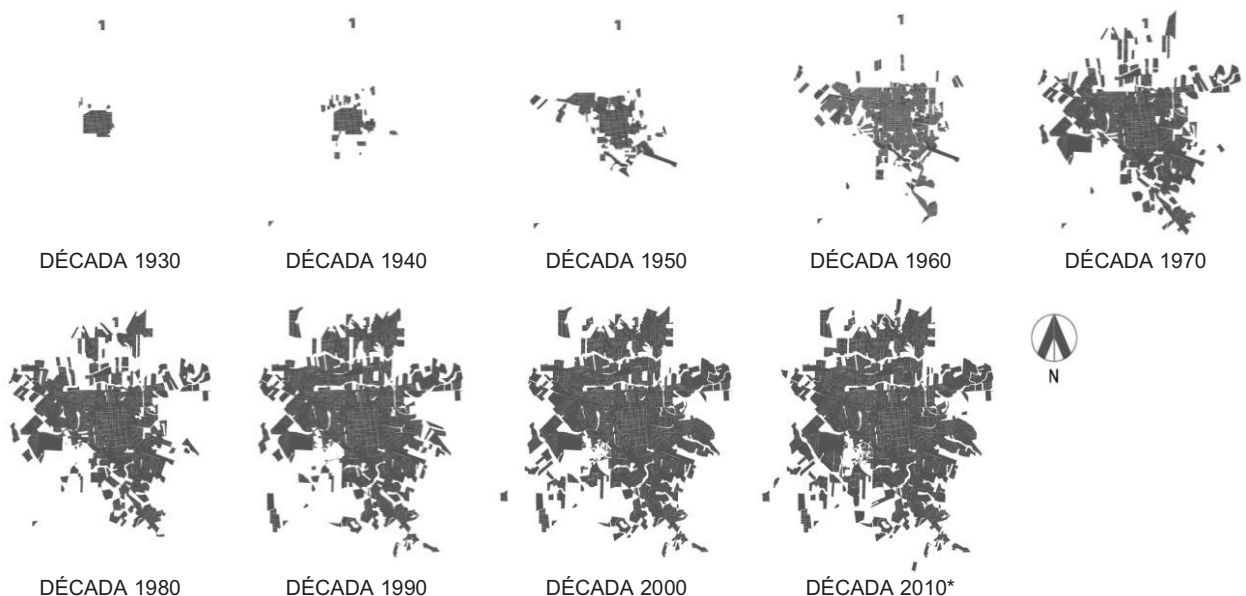 DÉCADA 1930
DÉCADA 1940
DÉCADA 1950
DÉCADA 1960
DÉCADA 1970
N
DÉCADA 1980
DÉCADA 1990
DÉCADA 2000
DÉCADA 2010*